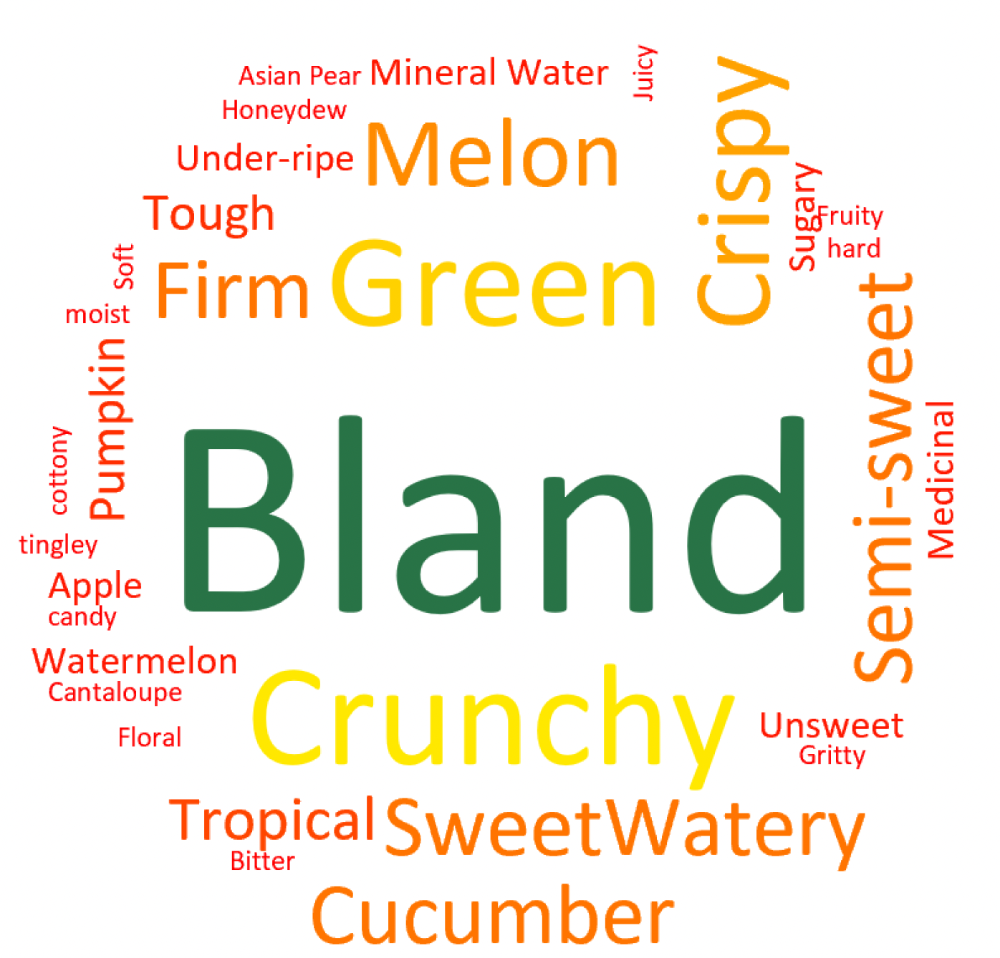 Juicy
Asian Pear Mineral Water
Honeydew
Crispy
Under-ripe Melon
Sugary
Tough
Fruity
hard
Soft
Firm Green
moist
Semi-sweet
Pumpkin
Medicinal
cottony
Bland
tingley
Apple
candy
Watermelon
Cantaloupe
Crunchy
Unsweet
Floral
Gritty
Tropical Sweet Watery
Bitter
Cucumber